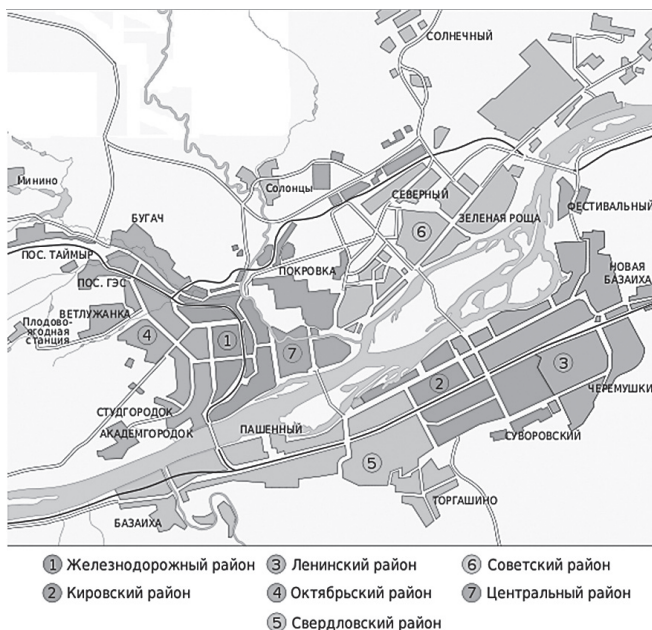 СОЛНЕЧНЫЙ
Минино
Солонцы
СЕВЕРНЫЙ
БУГАЧ
ЗЕЛЕНАЯ РОЩА
ФЕСТИВАЛЬНЫЙ
6
ПОС. ТАЙМЫР
ПОКРОВКА
ПОС. ГЭС
НОВАЯ
БАЗАИХА
ВЕТЛУЖАНКА
Плодово-
ягодная
станция
4
1
7
3
2
ЧЕРЕМУШКИ
СТУДГОРОДОК
АКАДЕМГОРОДОК
ПАШЕННЫЙ
СУВОРОВСКИЙ
5
ТОРГАШИНО
БАЗАИХА
1 Железнодорожный район
2 Кировский район
3 Ленинский район
4 Октябрьский район
5 Свердловский район
6 Советский район
7 Центральный район